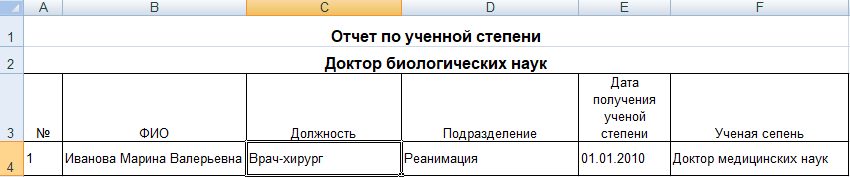 A B C D E F
1 Отчет по ученной степени
2 Доктор биологических наук
3 № ФИО Должность Подразделение Дата получения ученой степени Ученая сепень
4 1 Иванова Марина Валерьевна Врач-хирург Реанимация 01.01.2010 Доктор медицинских наук